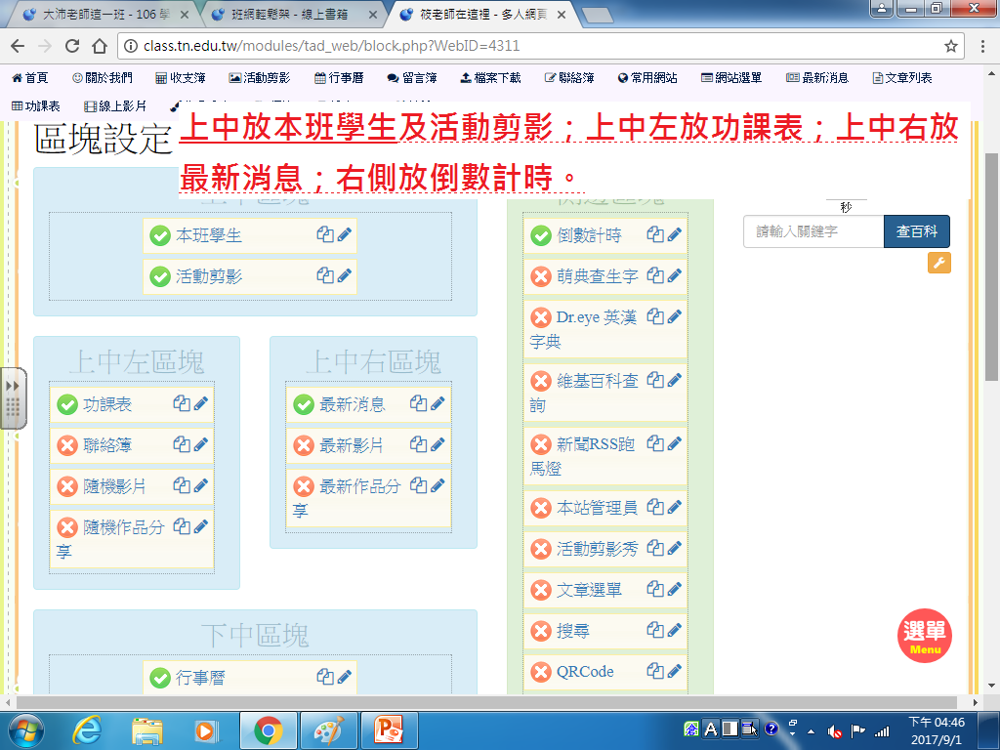 大沛老師這一班 - 106 學
班網輕鬆架 - 線上書籍
筱老師在這裡 - 多人網頁
class.tn.edu.tw/modules/tad_web/block.php?WebID=4311
首頁 關於我們 收支簿 活動剪影 行事曆 留言簿 檔案下載 聯絡簿 常用網站 網站選單 最新消息 文章列表
功課表 線上影片
區塊設定
上中放本班學生及活動剪影；上中左放功課表；上中右放
最新消息；右側放倒數計時。
上中區塊
本班學生
活動剪影
上中左區塊
功課表
聯絡簿
隨機影片
隨機作品分
享
上中右區塊
最新消息
最新影片
最新作品分
享
下中區塊
行事曆
側邊區塊
倒數計時
萌典查生字
Dr.eye 英漢
字典
維基百科查
詢
新聞RSS跑
馬燈
本站管理員
活動剪影秀
文章選單
搜尋
QRCode
秒
請輸入關鍵字 查百科
選單
Menu
下午 04:46
2017/9/1